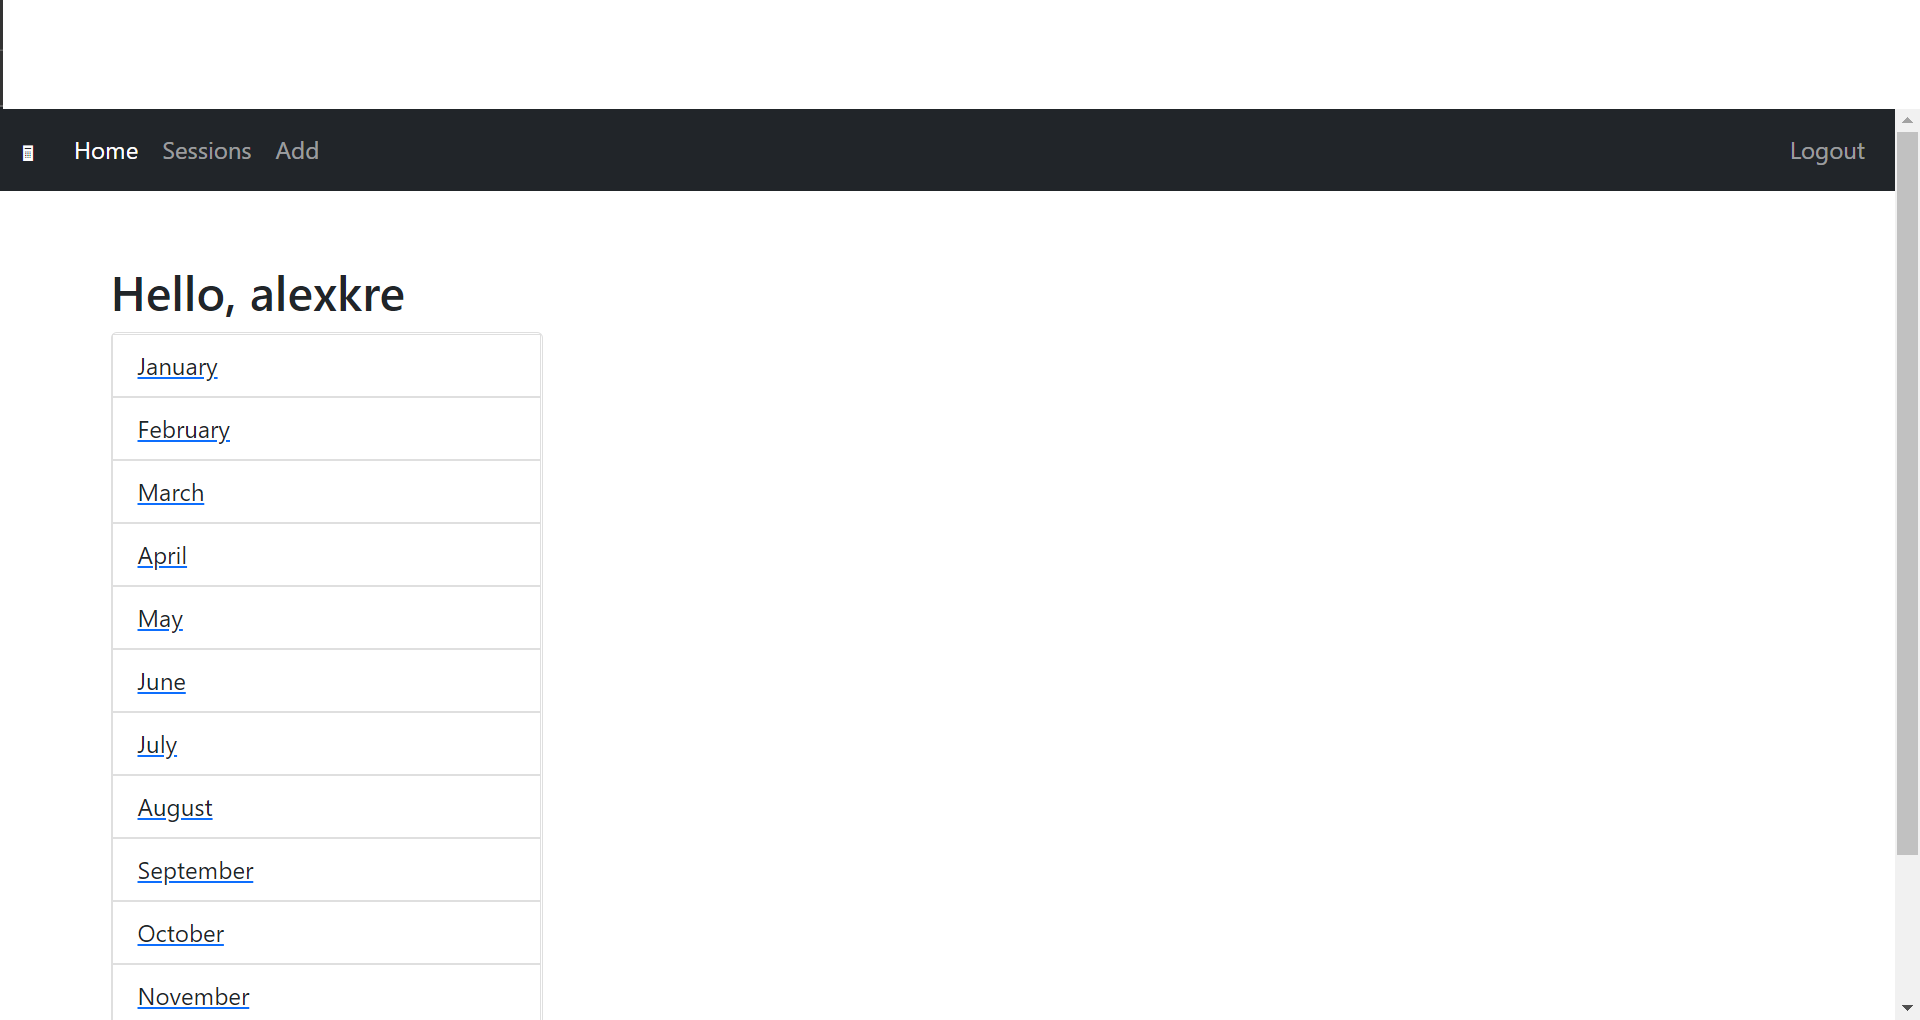 Home Sessions Add Logout
Hello, alexkre
January
February
March
April
May
June
July
August
September
October
November